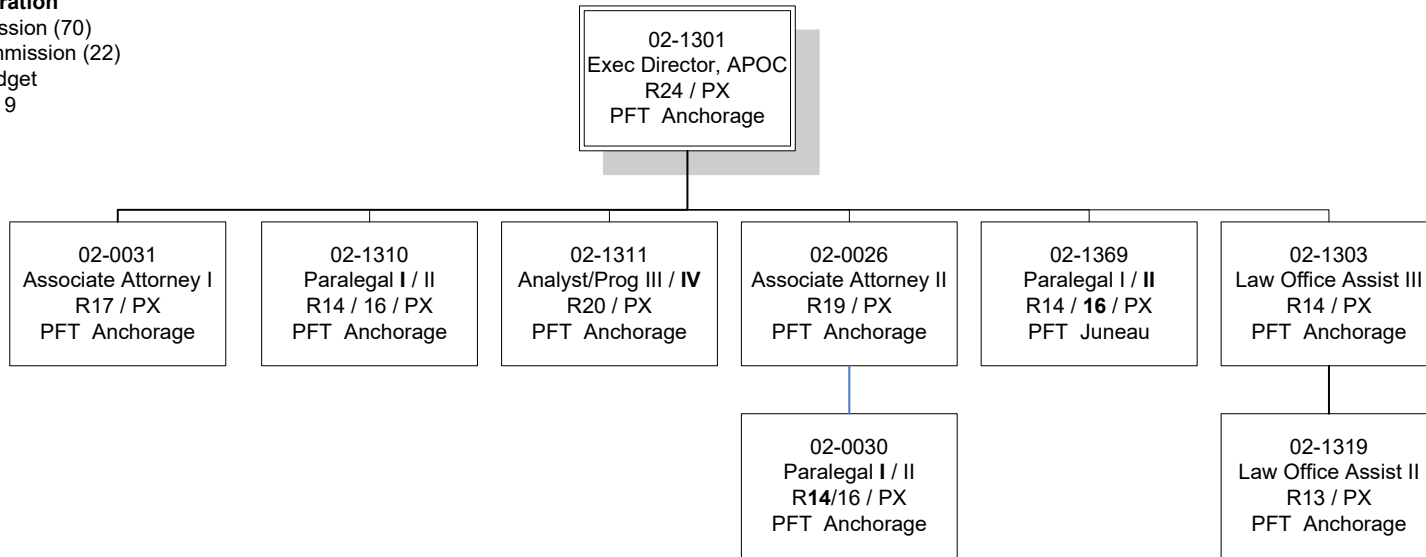 ration
ssion (70)
mmission (22)
dget
9
02-1301
Exec Director, APOC
R24 / PX
PFT Anchorage
02-0031
Associate Attorney I
R17 / PX
PFT Anchorage
02-1310
Paralegal I / II
R14 / 16 / PX
PFT Anchorage
02-1311
Analyst/Prog III / IV
R20 / PX
PFT Anchorage
02-0026
Associate Attorney II
R19 / PX
PFT Anchorage
02-1369
Paralegal I / II
R14 / 16 / PX
PFT Juneau
02-1303
Law Office Assist III
R14 / PX
PFT Anchorage
02-0030
Paralegal I / II
R14/16 / PX
PFT Anchorage
02-1319
Law Office Assist II
R13 / PX
PFT Anchorage